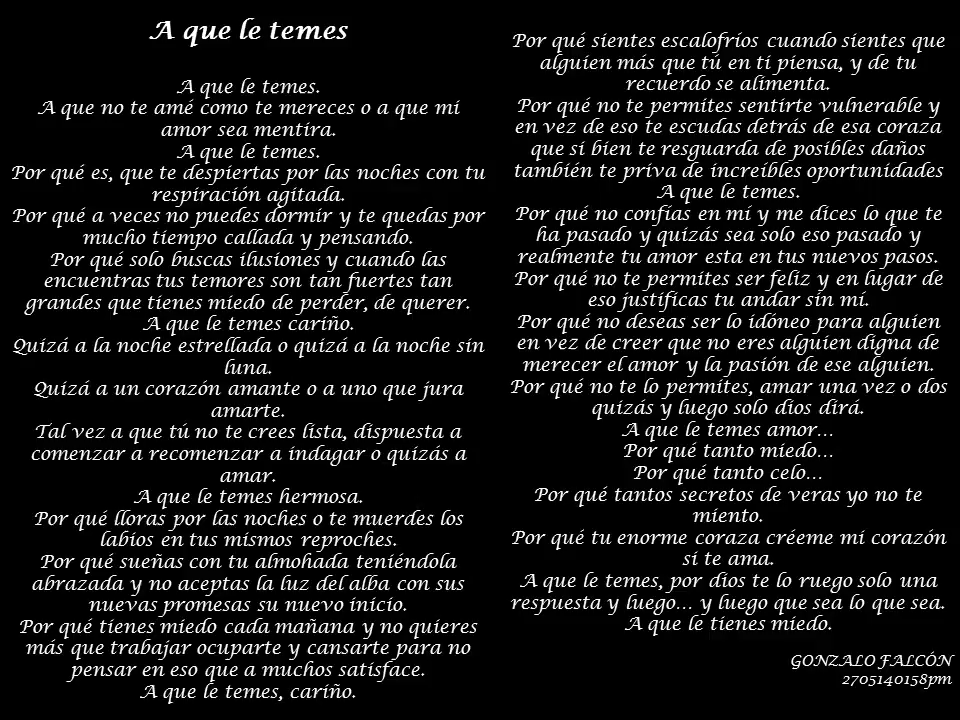 A que le temes
A que le temes.
A que no te amé como te mereces o a que mi
amor sea mentira.
A que le temes.
Por qué es, que te despiertas por las noches con tu
respiración agitada.
Por qué a veces no puedes dormir y te quedas por
mucho tiempo callada y pensando.
Por qué solo buscas ilusiones y cuando las
encuentras tus temores son tan fuertes tan
grandes que tienes miedo de perder, de querer.
A que le temes cariño.
Quizá a la noche estrellada o quizá a la noche sin
luna.
Quizá a un corazón amante o a uno que jura
amarte.
Tal vez a que tú no te crees lista, dispuesta a
comenzar a recomenzar a indagar o quizás a
amar.
A que le temes hermosa.
Por qué lloras por las noches o te muerdes los
labios en tus mismos reproches.
Por qué sueñas con tu almohada teniéndola
abrazada y no aceptas la luz del alba con sus
nuevas promesas su nuevo inicio.
Por qué tienes miedo cada mañana y no quieres
más que trabajar ocuparte y cansarte para no
pensar en eso que a muchos satisface.
A que le temes, cariño.
Por qué sientes escalofríos cuando sientes que
alguien más que tú en ti piensa, y de tu
recuerdo se alimenta.
Por qué no te permites sentirte vulnerable y
en vez de eso te escudas detrás de esa coraza
que si bien te resguarda de posibles daños
también te priva de increíbles oportunidades
A que le temes.
Por qué no confías en mí y me dices lo que te
ha pasado y quizás sea solo eso pasado y
realmente tu amor esta en tus nuevos pasos.
Por qué no te permites ser feliz y en lugar de
eso justificas tu andar sin mí.
Por qué no deseas ser lo idóneo para alguien
en vez de creer que no eres alguien digna de
merecer el amor y la pasión de ese alguien.
Por qué no te lo permites, amar una vez o dos
quizás y luego solo dios dirá.
A que le temes amor…
Por qué tanto miedo…
Por qué tanto celo…
Por qué tantos secretos de veras yo no te
miento.
Por qué tu enorme coraza créeme mi corazón
si te ama.
A que le temes, por dios te lo ruego solo una
respuesta y luego… y luego que sea lo que sea.
A que le tienes miedo.
GONZALO FALCÓN
2705140158pm